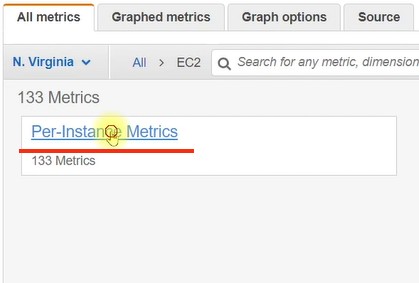 All metrics Graphed metrics Graph options Source
N. Virginia All > EC2 Search for any metric, dimension
133 Metrics
Per-Instance Metrics
133 Metrics